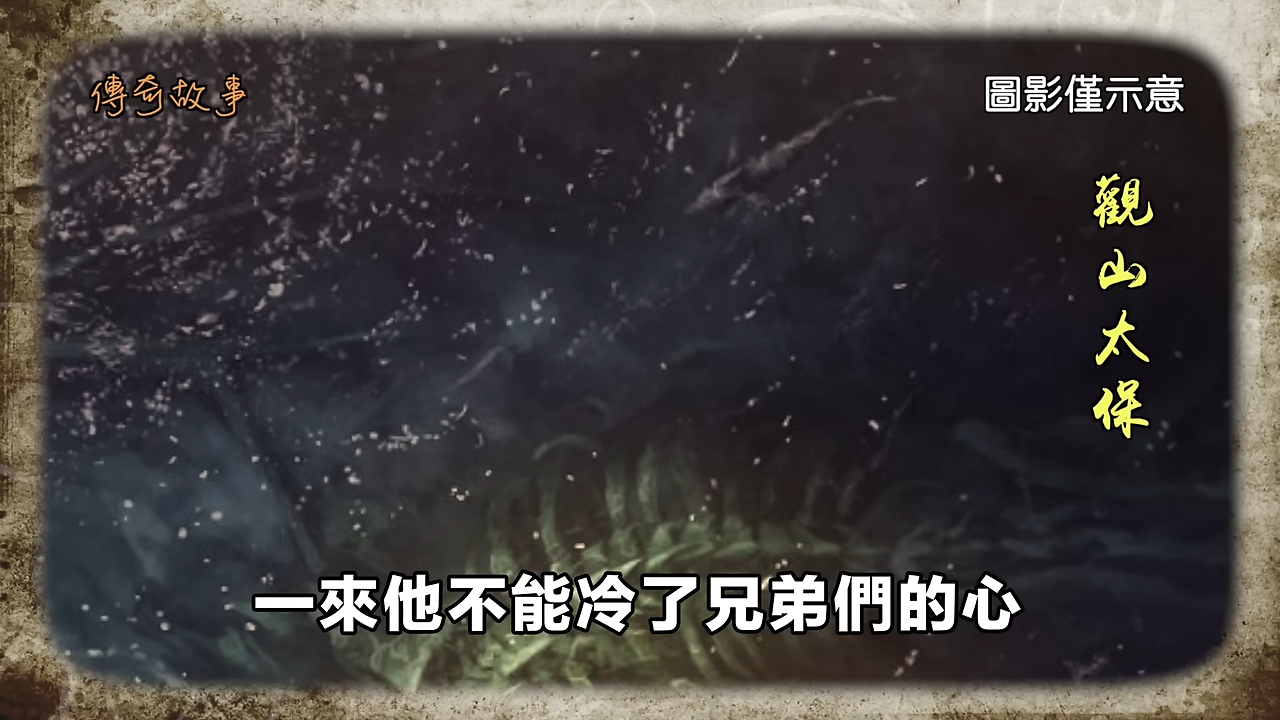 傳奇故事
圖影僅示意
觀山太保
一來他不能冷了兄弟們的心